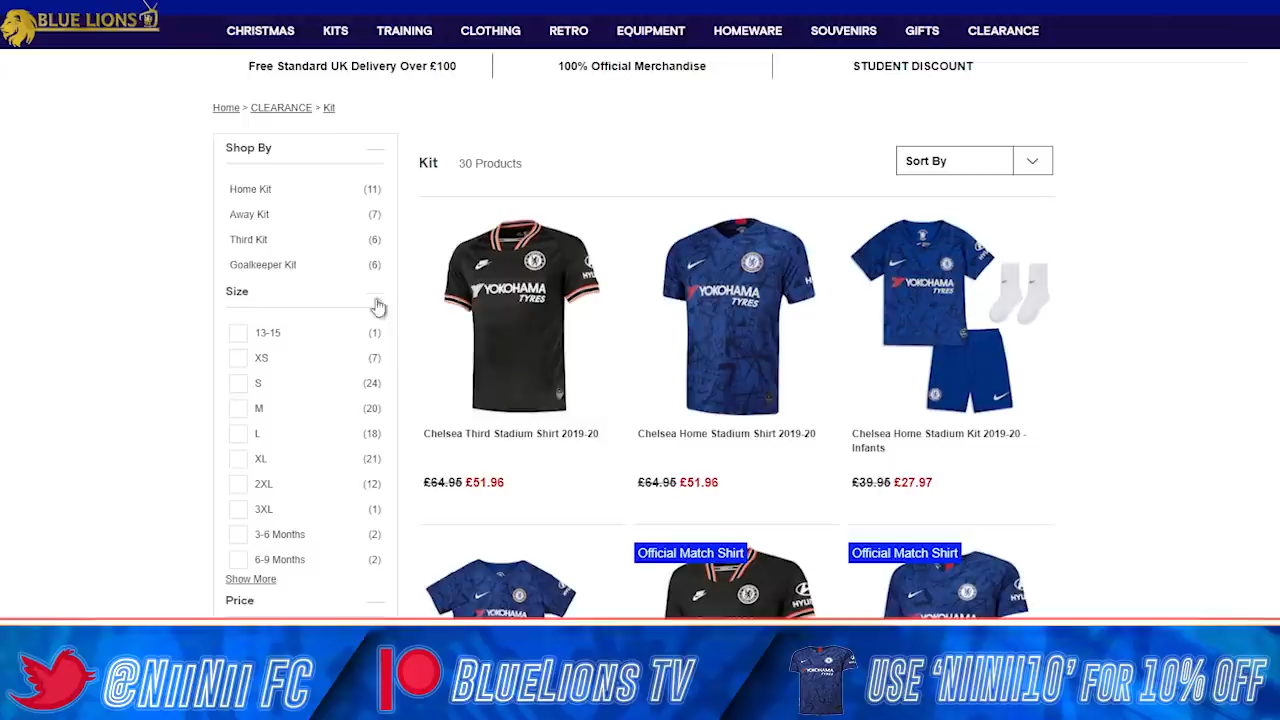 BLUE LIONS TV
CHRISTMAS KITS TRAINING CLOTHING RETRO EQUIPMENT HOMEWARE SOUVENIRS GIFTS CLEARANCE
Free Standard UK Delivery Over £100 100% Official Merchandise STUDENT DISCOUNT
Home > CLEARANCE > Kit
Shop By
Home Kit (11)
Away Kit (7)
Third Kit (6)
Goalkeeper Kit (6)
Size
13-15 (1)
XS (7)
S (24)
M (20)
L (18)
XL (21)
2XL (12)
3XL (1)
3-6 Months (2)
6-9 Months (2)
Show More
Price
Kit 30 Products
Sort By
YOKOHAMA
TYRES
YOKOHAMA
TYRES
YOKOHAMA
TYRES
Chelsea Third Stadium Shirt 2019-20
£64.95 £51.96
Chelsea Home Stadium Shirt 2019-20
£64.95 £51.96
Chelsea Home Stadium Kit 2019-20 -
Infants
£39.95 £27.97
YOKOHAMA
Official Match Shirt
Official Match Shirt
@NiiNii FC
BLUELIONS TV
USE 'NIINII10' FOR 10% OFF